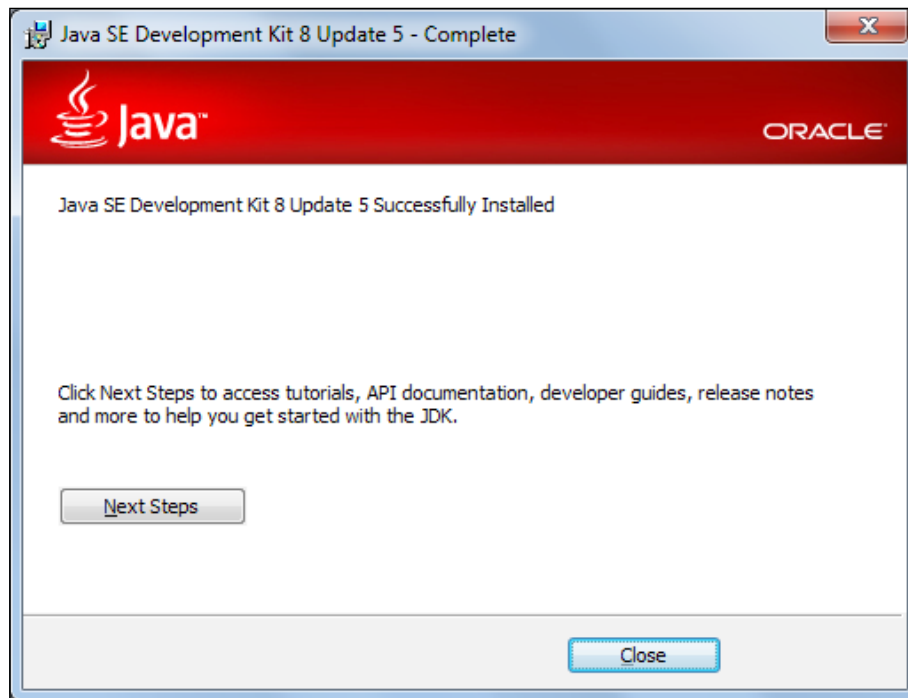 Java SE Development Kit 8 Update 5 - Complete
Java™
ORACLE®
Java SE Development Kit 8 Update 5 Successfully Installed
Click Next Steps to access tutorials, API documentation, developer guides, release notes
and more to help you get started with the JDK.
Next Steps
Close